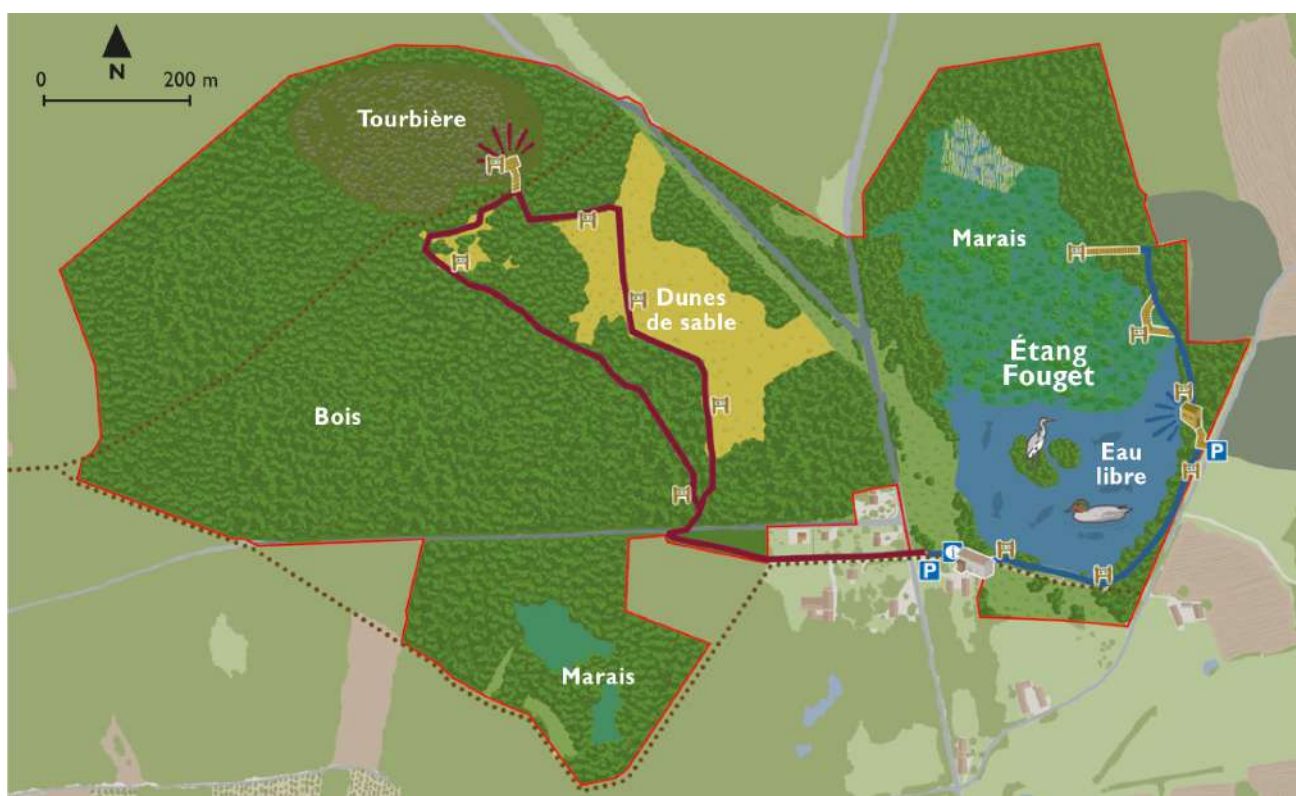 N
0 200 m
Tourbière
Marais
Dunes
de sable
Étang
Fouget
Bois
Eau
libre
P
i
P
Marais